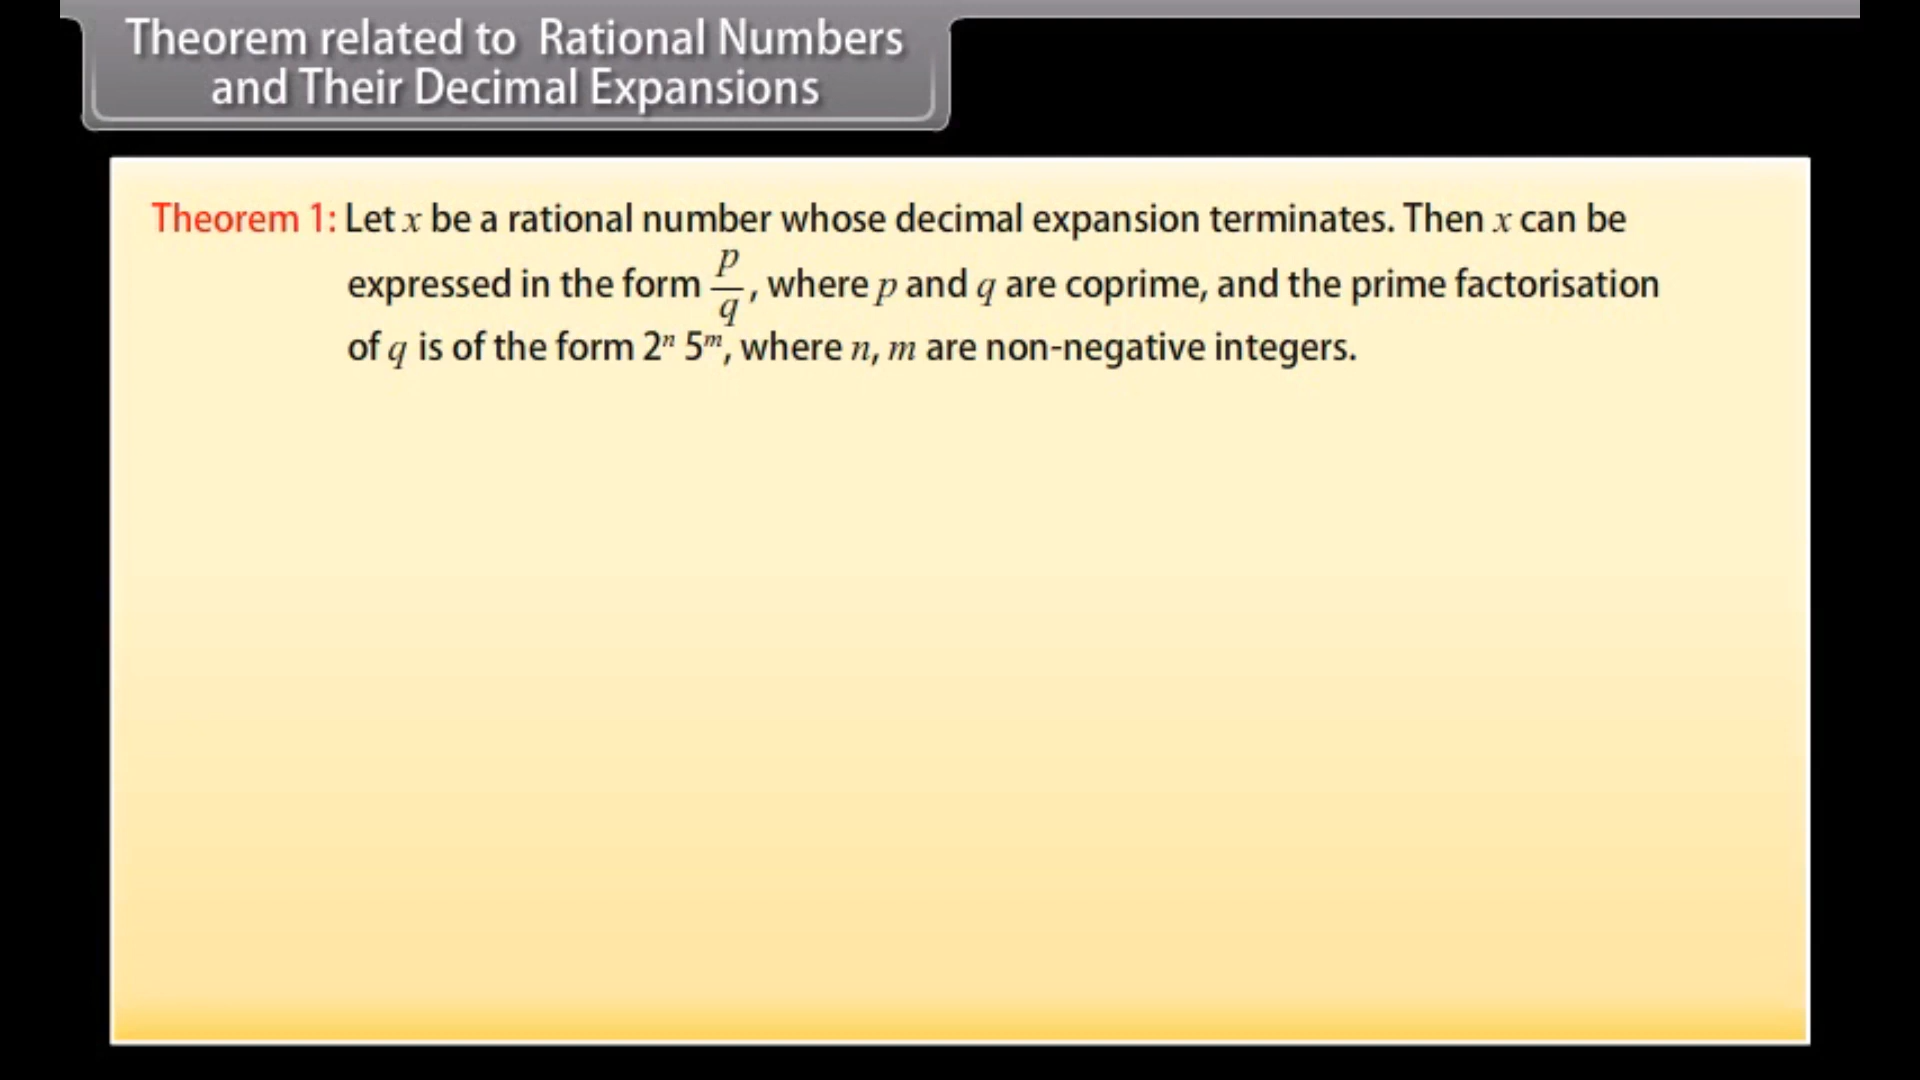 Theorem related to Rational Numbers
and Their Decimal Expansions
Theorem 1: Let x be a rational number whose decimal expansion terminates. Then x can be
expressed in the form p/q, where p and q are coprime, and the prime factorisation
of q is of the form 2ⁿ 5ᵐ, where n, m are non-negative integers.